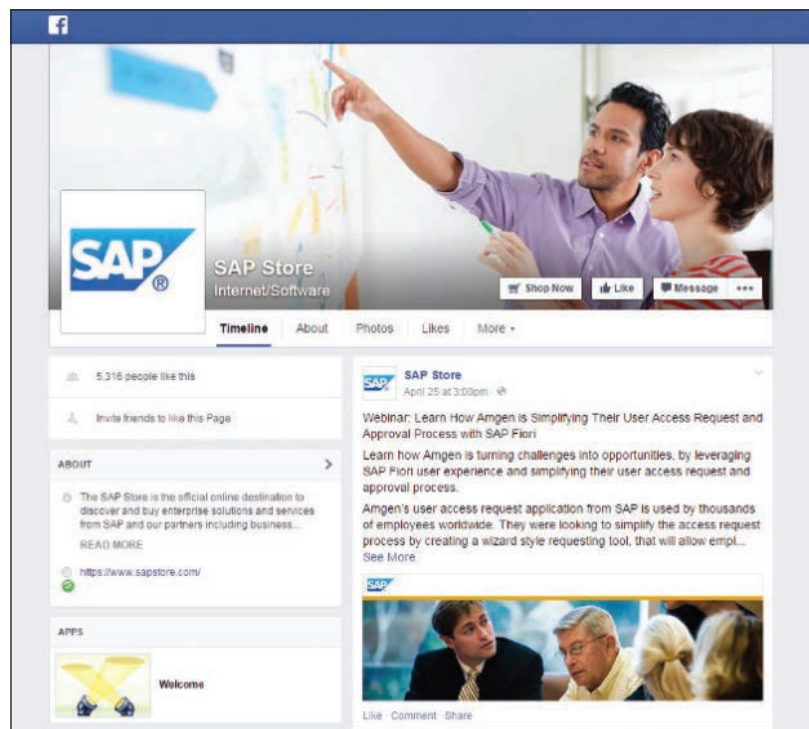 f
SAP®
SAP Store
Internet/Software
Shop Now
Like
Message
•••
Timeline About Photos Likes More
5,316 people like this
Invite friends to like this Page
ABOUT
The SAP Store is the official online destination to
discover and buy enterprise solutions and services
from SAP and our partners including business...
READ MORE
https://www.sapstore.com/
APPS
Welcome
SAP
SAP Store
April 25 at 3:00pm ·
Webinar: Learn How Amgen is Simplifying Their User Access Request and
Approval Process with SAP Fiori
Learn how Amgen is turning challenges into opportunities, by leveraging
SAP Fiori user experience and simplifying their user access request and
approval process.
Amgen's user access request application from SAP is used by thousands
of employees worldwide. They were looking to simplify the access request
process by creating a wizard style requesting tool, that will allow empl...
See More
SAP
Like · Comment · Share